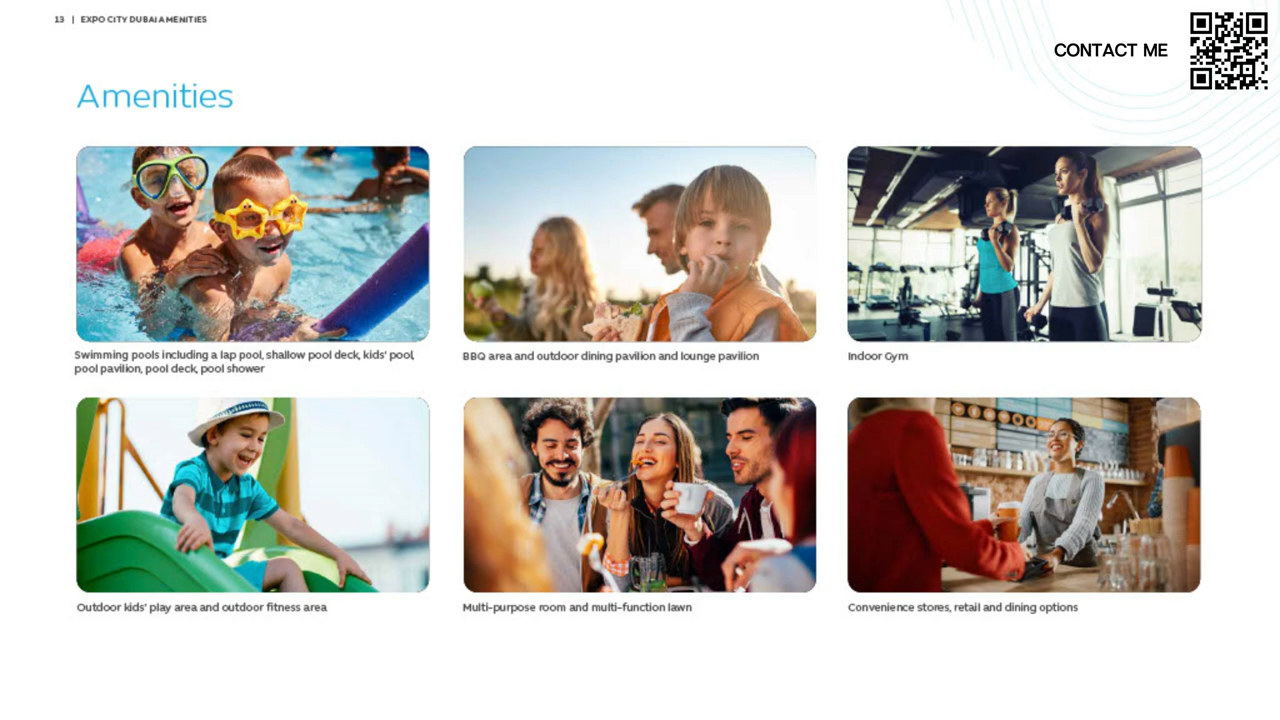 13 | EXPO CITY DUBAI AMENITIES
CONTACT ME
Amenities
Swimming pools including a lap pool, shallow pool deck, kids' pool,
pool pavilion, pool deck, pool shower
BBQ area and outdoor dining pavilion and lounge pavilion
Indoor Gym
Outdoor kids' play area and outdoor fitness area
Multi-purpose room and multi-function lawn
Convenience stores, retail and dining options